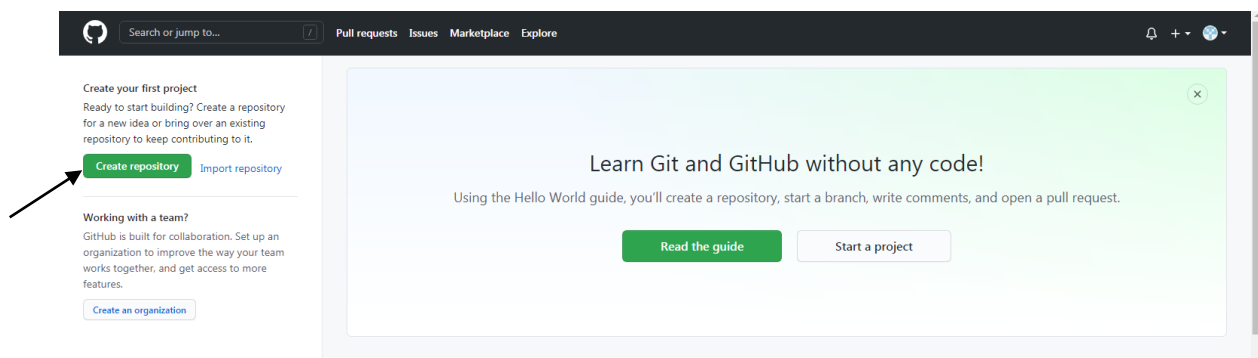 Search or jump to... /
Pull requests Issues Marketplace Explore
Create your first project
Ready to start building? Create a repository
for a new idea or bring over an existing
repository to keep contributing to it.
Create repository Import repository
Working with a team?
GitHub is built for collaboration. Set up an
organization to improve the way your team
works together, and get access to more
features.
Create an organization
Learn Git and GitHub without any code!
Using the Hello World guide, you’ll create a repository, start a branch, write comments, and open a pull request.
Read the guide Start a project